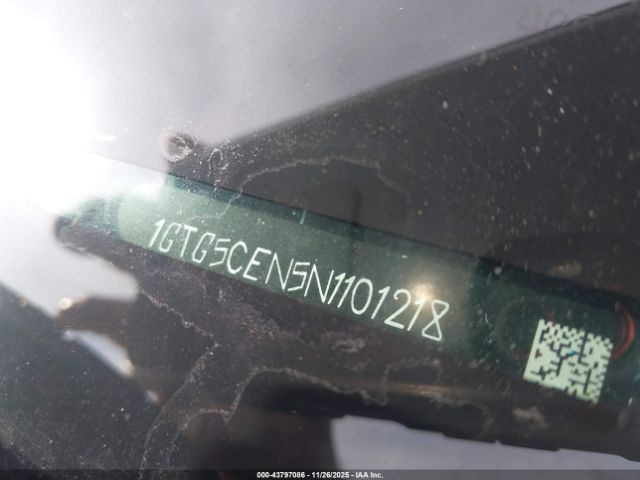 1GTG5CEN5N1101218
000-43797086 - 11/26/2025 - IAA Inc.